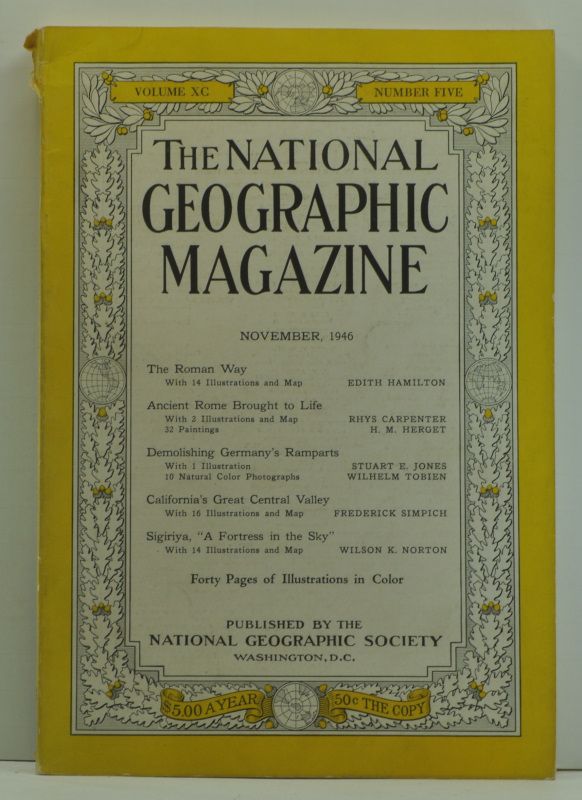 VOLUME XC NUMBER FIVE
THE NATIONAL
GEOGRAPHIC
MAGAZINE
NOVEMBER, 1946
The Roman Way
With 14 Illustrations and Map EDITH HAMILTON
Ancient Rome Brought to Life
With 2 Illustrations and Map RHYS CARPENTER
32 Paintings H. M. HERGET
Demolishing Germany's Ramparts
With 1 Illustration STUART E. JONES
10 Natural Color Photographs WILHELM TOBIEN
California's Great Central Valley
With 16 Illustrations and Map FREDERICK SIMPICH
Sigiriya, "A Fortress in the Sky"
With 14 Illustrations and Map WILSON K. NORTON
Forty Pages of Illustrations in Color
PUBLISHED BY THE
NATIONAL GEOGRAPHIC SOCIETY
WASHINGTON, D.C.
$5.00 A YEAR 50c THE COPY